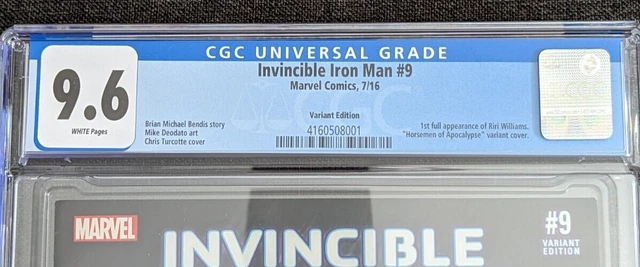 CGC UNIVERSAL GRADE
9.6
WHITE Pages
Invincible Iron Man #9
Marvel Comics, 7/16
Variant Edition
Brian Michael Bendis story
Mike Deodato art
Chris Turcotte cover
4160508001
1st full appearance of Riri Williams.
"Horsemen of Apocalypse" variant cover.
CGC
MARVEL
INVINCIBLE
#9
VARIANT
EDITION